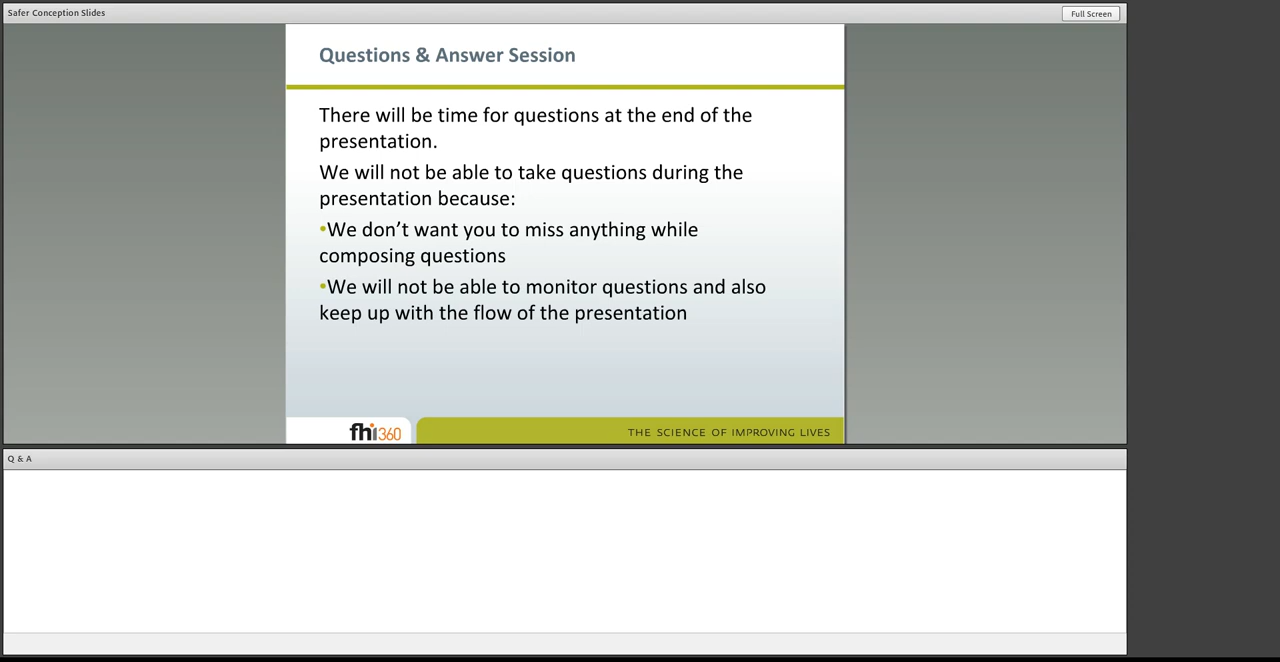 Safer Conception Slides
Full Screen
Questions & Answer Session
There will be time for questions at the end of the
presentation.
We will not be able to take questions during the
presentation because:
•We don’t want you to miss anything while
composing questions
•We will not be able to monitor questions and also
keep up with the flow of the presentation
fhi360
THE SCIENCE OF IMPROVING LIVES
Q & A